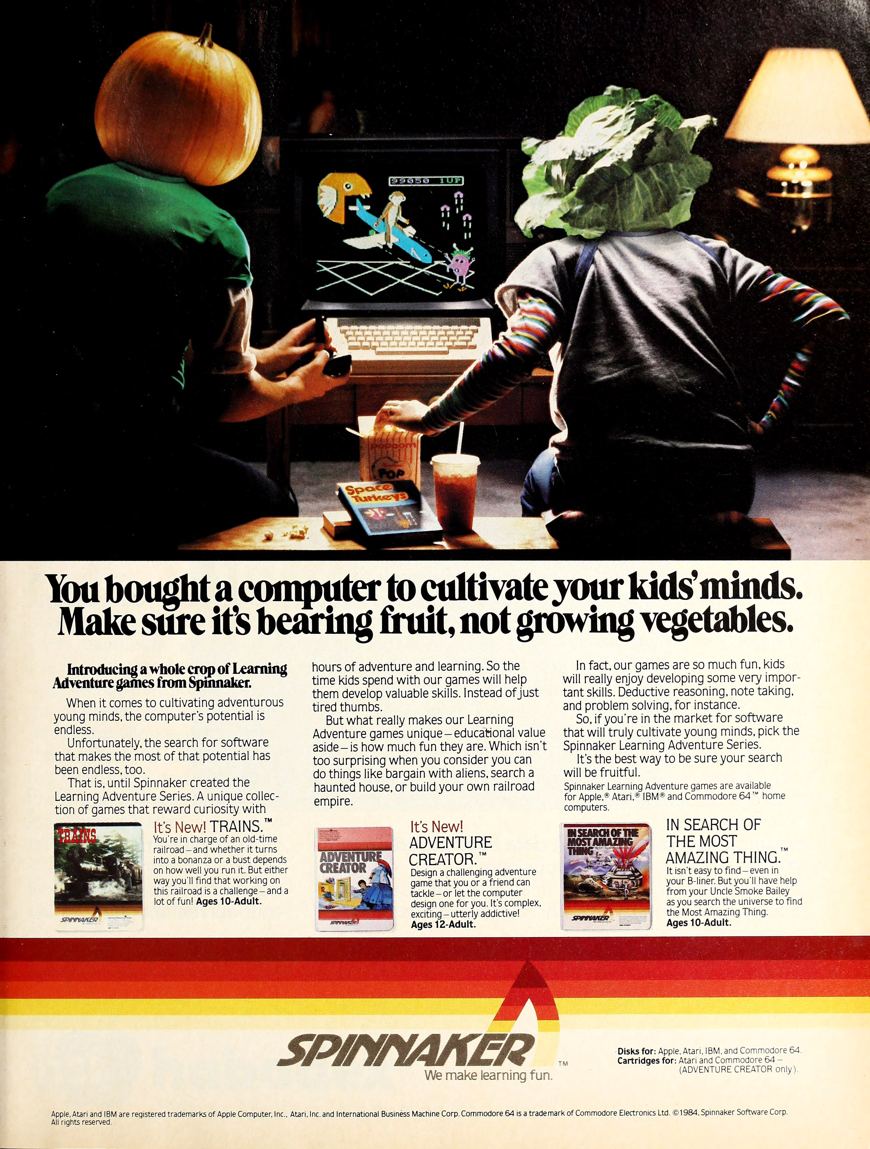 99050 1UP
POP
Space
Turkeys
You bought a computer to cultivate your kids' minds.
Make sure it's bearing fruit, not growing vegetables.
Introducing a whole crop of Learning
Adventure games from Spinnaker.
When it comes to cultivating adventurous
young minds, the computer's potential is
endless.
Unfortunately, the search for software
that makes the most of that potential has
been endless, too.
That is, until Spinnaker created the
Learning Adventure Series. A unique collec-
tion of games that reward curiosity with
hours of adventure and learning. So the
time kids spend with our games will help
them develop valuable skills. Instead of just
tired thumbs.
But what really makes our Learning
Adventure games unique – educational value
aside – is how much fun they are. Which isn't
too surprising when you consider you can
do things like bargain with aliens, search a
haunted house, or build your own railroad
empire.
In fact, our games are so much fun, kids
will really enjoy developing some very impor-
tant skills. Deductive reasoning, note taking,
and problem solving, for instance.
So, if you're in the market for software
that will truly cultivate young minds, pick the
Spinnaker Learning Adventure Series.
It's the best way to be sure your search
will be fruitful.
Spinnaker Learning Adventure games are available
for Apple,® Atari,® IBM® and Commodore 64™ home
computers.
TRAINS
SPINNAKER
It's New! TRAINS.™
You're in charge of an old-time
railroad – and whether it turns
into a bonanza or a bust depends
on how well you run it. But either
way you'll find that working on
this railroad is a challenge – and a
lot of fun! Ages 10-Adult.
ADVENTURE
CREATOR
SPINNAKER
It's New!
ADVENTURE
CREATOR.™
Design a challenging adventure
game that you or a friend can
tackle – or let the computer
design one for you. It's complex,
exciting – utterly addictive!
Ages 12-Adult.
IN SEARCH OF THE
MOST AMAZING
THING
SPINNAKER
IN SEARCH OF
THE MOST
AMAZING THING.™
It isn't easy to find – even in
your B-liner. But you'll have help
from your Uncle Smoke Bailey
as you search the universe to find
the Most Amazing Thing.
Ages 10-Adult.
SPINNAKER™
We make learning fun.
Disks for: Apple, Atari, IBM, and Commodore 64.
Cartridges for: Atari and Commodore 64 –
(ADVENTURE CREATOR only).
Apple, Atari and IBM are registered trademarks of Apple Computer, Inc., Atari, Inc. and International Business Machine Corp. Commodore 64 is a trademark of Commodore Electronics Ltd. ©1984, Spinnaker Software Corp.
All rights reserved.